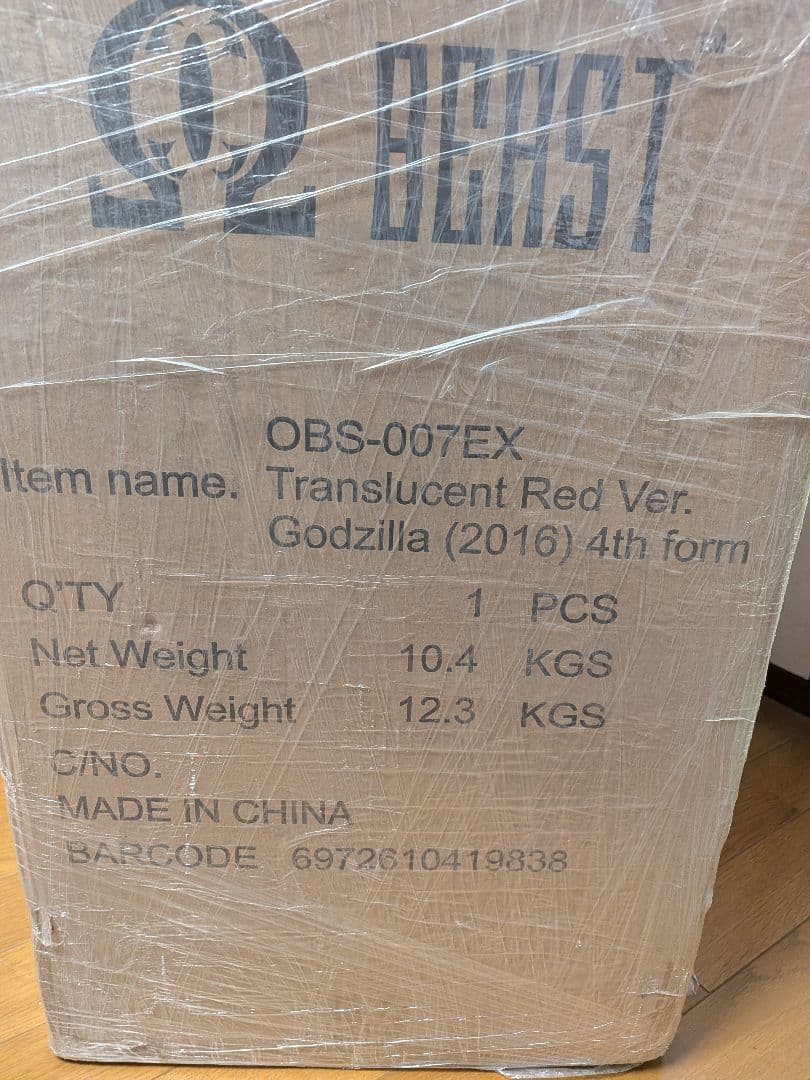 Ω BEAST™
OBS-007EX
Item name. Translucent Red Ver.
Godzilla (2016) 4th form
Q'TY 1 PCS
Net Weight 10.4 KGS
Gross Weight 12.3 KGS
C/NO.
MADE IN CHINA
BARCODE 6972610419838